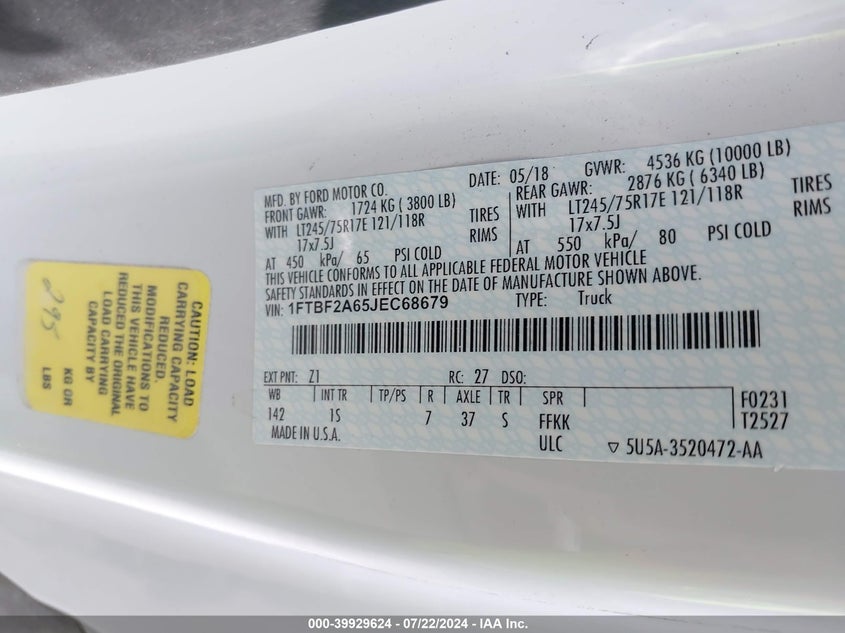 MFD. BY FORD MOTOR CO.
DATE: 05/18 GVWR: 4536 KG (10000 LB)
FRONT GAWR: 1724 KG ( 3800 LB) REAR GAWR: 2876 KG ( 6340 LB)
WITH LT245/75R17E 121/118R TIRES WITH LT245/75R17E 121/118R TIRES
17x7.5J RIMS 17x7.5J RIMS
AT 450 kPa/ 65 PSI COLD AT 550 kPa/ 80 PSI COLD
THIS VEHICLE CONFORMS TO ALL APPLICABLE FEDERAL MOTOR VEHICLE
SAFETY STANDARDS IN EFFECT ON THE DATE OF MANUFACTURE SHOWN ABOVE.
VIN: 1FTBF2A65JEC68679 TYPE: Truck
EXT PNT: Z1 RC: 27 DSO:
WB INT TR TP/PS R AXLE TR SPR F0231
142 1S 7 37 S FFKK T2527
MADE IN U.S.A. ULC ▽ 5U5A-3520472-AA
CAUTION: LOAD
CARRYING CAPACITY
REDUCED.
MODIFICATIONS TO
THIS VEHICLE HAVE
REDUCED THE ORIGINAL
LOAD CARRYING
CAPACITY BY
295 KG OR
LBS
000-39929624 - 07/22/2024 - IAA Inc.